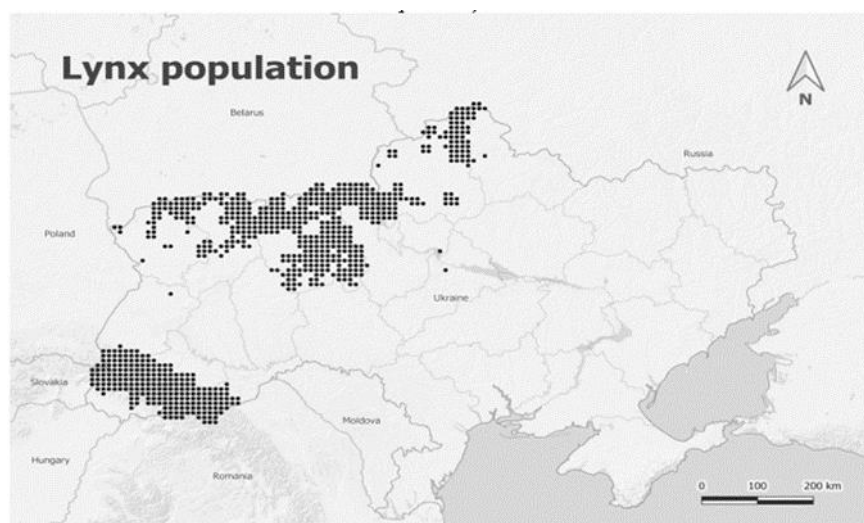 Lynx population
N
Belarus
Russia
Poland
Ukraine
Slovakia
Moldova
Hungary
Romania
0 100 200 km